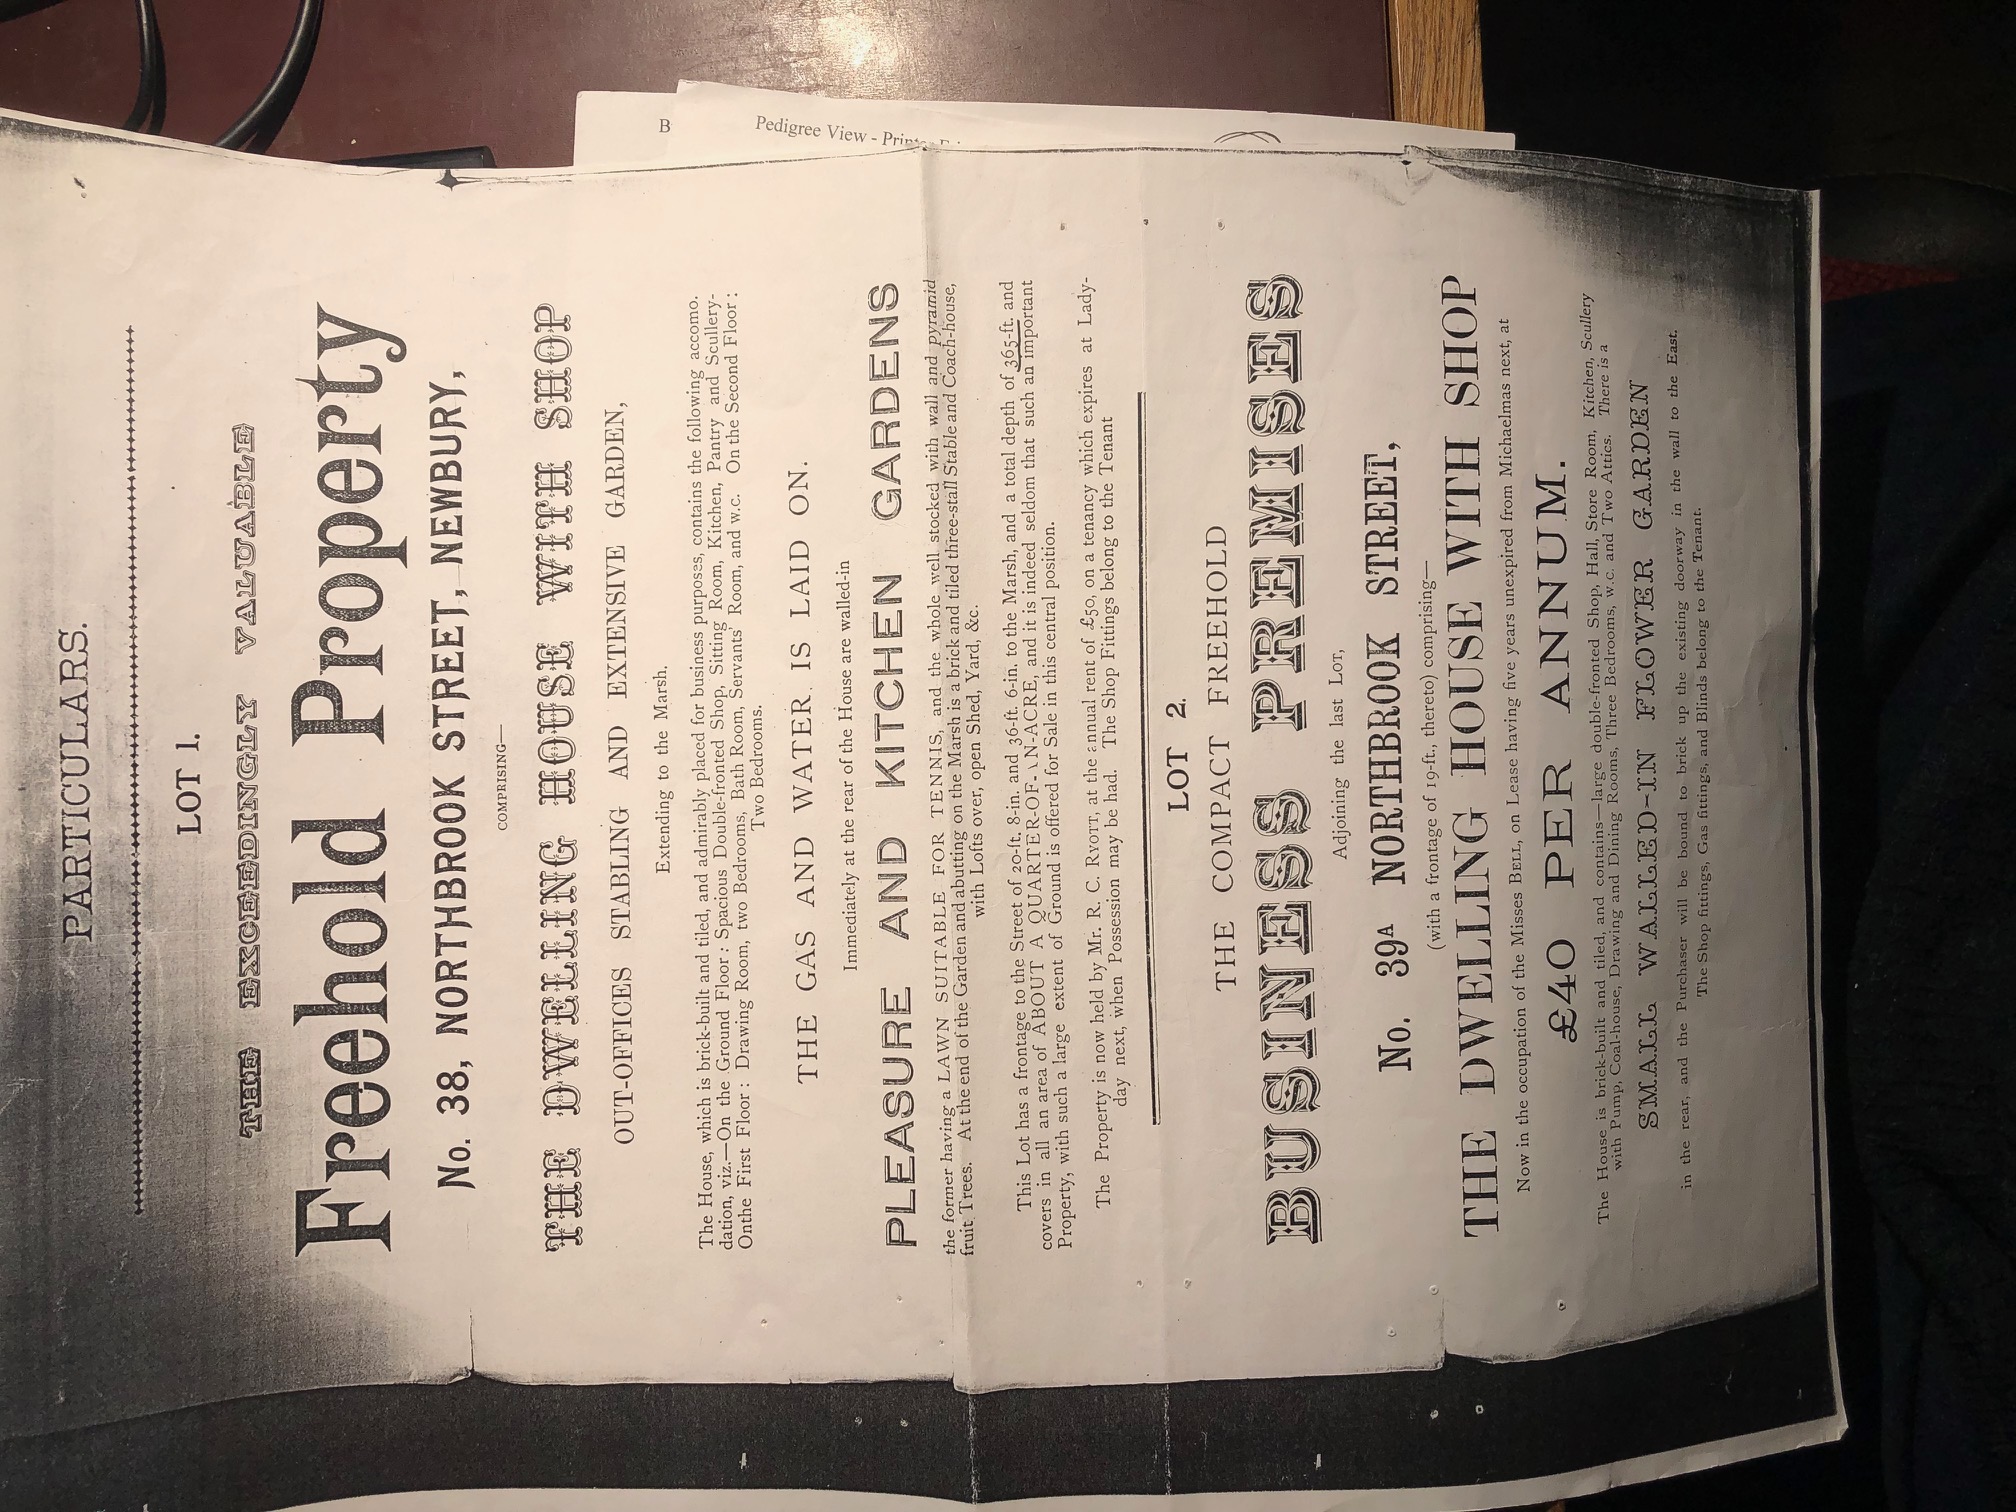 B
Pedigree View - Printe
PARTICULARS.
LOT 1.
THE EXCEEDINGLY VALUABLE
Freehold Property
No. 38, NORTHBROOK STREET, NEWBURY,
COMPRISING—
THE DWELLING HOUSE WITH SHOP
OUT-OFFICES STABLING AND EXTENSIVE GARDEN,
Extending to the Marsh.
The House, which is brick-built and tiled, and admirably placed for business purposes, contains the following accomo.
dation, viz.—On the Ground Floor : Spacious Double-fronted Shop, Sitting Room, Kitchen, Pantry and Scullery-
Onthe First Floor : Drawing Room, two Bedrooms, Bath Room, Servants' Room, and w.c. On the Second Floor :
Two Bedrooms.
THE GAS AND WATER IS LAID ON.
Immediately at the rear of the House are walled-in
PLEASURE AND KITCHEN GARDENS
the former having a LAWN SUITABLE FOR TENNIS, and the whole well stocked with wall and pyramid
fruit Trees. At the end of the Garden and abutting on the Marsh is a brick and tiled three-stall Stable and Coach-house,
with Lofts over, open Shed, Yard, &c.
This Lot has a frontage to the Street of 20-ft. 8-in. and 36-ft. 6-in. to the Marsh, and a total depth of 365-ft. and
covers in all an area of ABOUT A QUARTER-OF-AN-ACRE, and it is indeed seldom that such an important
Property, with such a large extent of Ground is offered for Sale in this central position.
The Property is now held by Mr. R. C. RYOTT, at the annual rent of £50, on a tenancy which expires at Lady-
day next, when Possession may be had. The Shop Fittings belong to the Tenant
LOT 2.
THE COMPACT FREEHOLD
BUSINESS PREMISES
Adjoining the last Lot,
No. 39A NORTHBROOK STREET,
(with a frontage of 19-ft., thereto) comprising—
THE DWELLING HOUSE WITH SHOP
Now in the occupation of the Misses BELL, on Lease having five years unexpired from Michaelmas next, at
£40 PER ANNUM.
The House is brick-built and tiled, and contains—large double-fronted Shop, Hall, Store Room, Kitchen, Scullery
with Pump, Coal-house, Drawing and Dining Rooms, Three Bedrooms, w.c. and Two Attics. There is a
SMALL WALLED-IN FLOWER GARDEN
in the rear, and the Purchaser will be bound to brick up the existing doorway in the wall to the East.
The Shop fittings, Gas fittings, and Blinds belong to the Tenant.